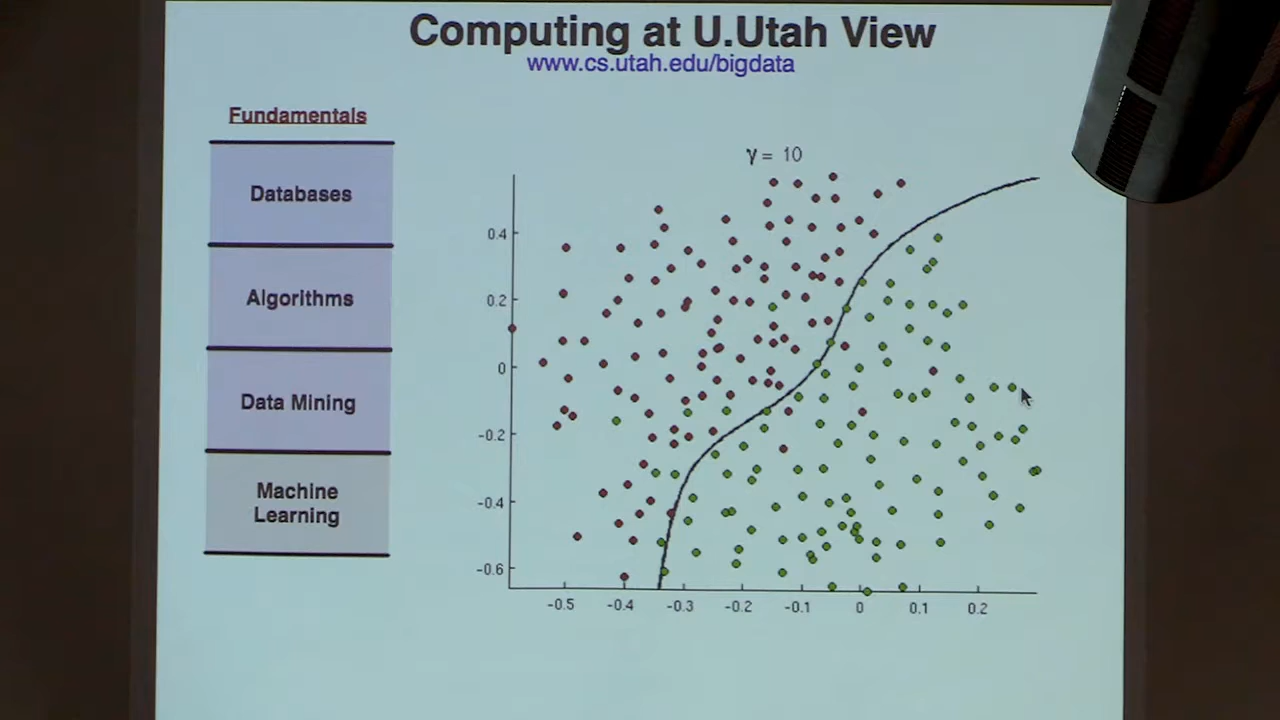 Computing at U.Utah View
www.cs.utah.edu/bigdata
Fundamentals
Databases
Algorithms
Data Mining
Machine
Learning
γ = 10
0.4
0.2
0
-0.2
-0.4
-0.6
-0.5
-0.4
-0.3
-0.2
-0.1
0
0.1
0.2